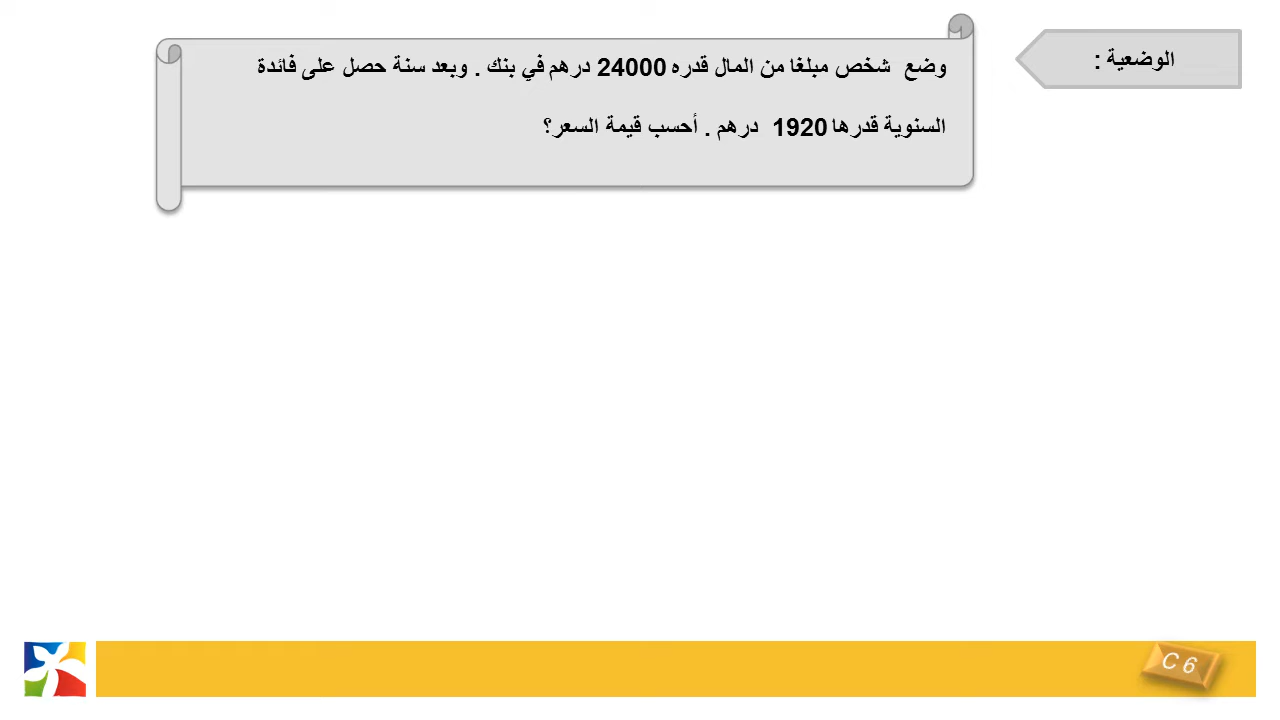 الوضعية :
وضع شخص مبلغا من المال قدره 24000 درهم في بنك . وبعد سنة حصل على فائدة
السنوية قدرها 1920 درهم . أحسب قيمة السعر؟
C 6